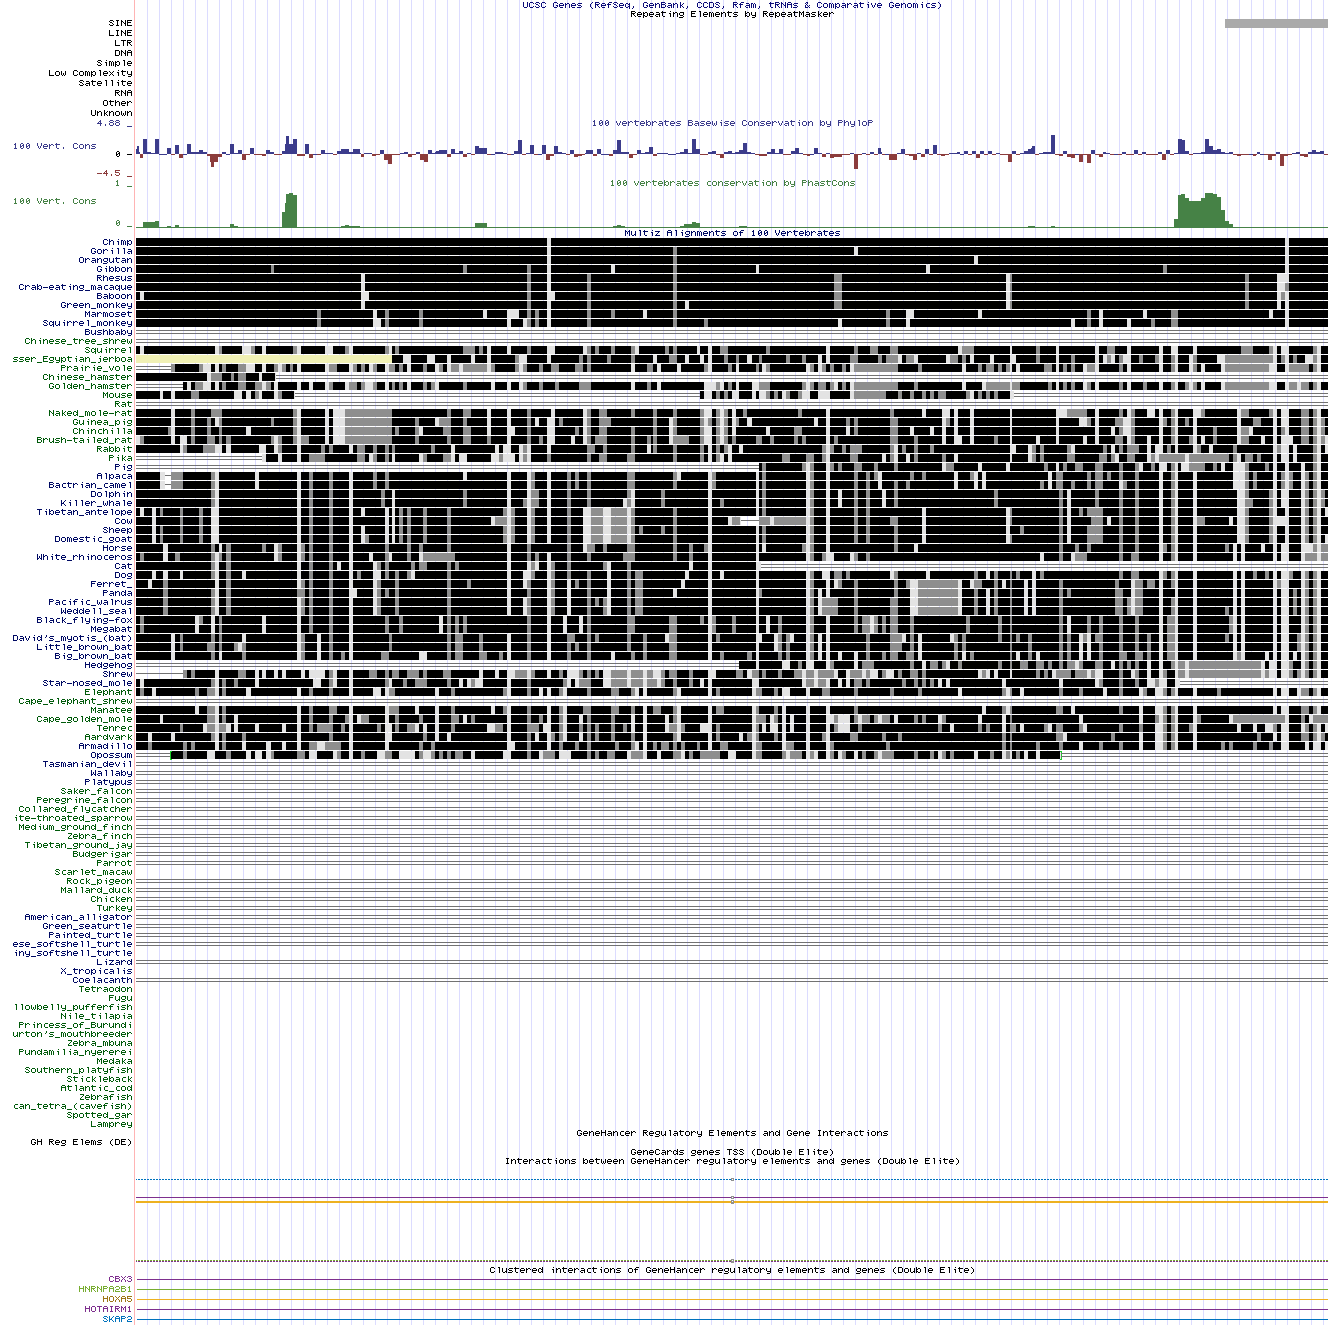 UCSC Genes (RefSeq, GenBank, CCDS, Rfam, tRNAs & Comparative Genomics)
Repeating Elements by RepeatMasker
SINE
LINE
LTR
DNA
Simple
Low Complexity
Satellite
RNA
Other
Unknown
4.88 _
100 vertebrates Basewise Conservation by PhyloP
100 Vert. Cons
0 _
-4.5 _
1 _
100 vertebrates conservation by PhastCons
100 Vert. Cons
0 _
Multiz Alignments of 100 Vertebrates
Chimp
Gorilla
Orangutan
Gibbon
Rhesus
Crab-eating_macaque
Baboon
Green_monkey
Marmoset
Squirrel_monkey
Bushbaby
Chinese_tree_shrew
Squirrel
sser_Egyptian_jerboa
Prairie_vole
Chinese_hamster
Golden_hamster
Mouse
Rat
Naked_mole-rat
Guinea_pig
Chinchilla
Brush-tailed_rat
Rabbit
Pika
Pig
Alpaca
Bactrian_camel
Dolphin
Killer_whale
Tibetan_antelope
Cow
Sheep
Domestic_goat
Horse
White_rhinoceros
Cat
Dog
Ferret_
Panda
Pacific_walrus
Weddell_seal
Black_flying-fox
Megabat
David's_myotis_(bat)
Little_brown_bat
Big_brown_bat
Hedgehog
Shrew
Star-nosed_mole
Elephant
Cape_elephant_shrew
Manatee
Cape_golden_mole
Tenrec
Aardvark
Armadillo
Opossum
Tasmanian_devil
Wallaby
Platypus
Saker_falcon
Peregrine_falcon
Collared_flycatcher
ite-throated_sparrow
Medium_ground_finch
Zebra_finch
Tibetan_ground_jay
Budgerigar
Parrot
Scarlet_macaw
Rock_pigeon
Mallard_duck
Chicken
Turkey
American_alligator
Green_seaturtle
Painted_turtle
ese_softshell_turtle
iny_softshell_turtle
Lizard
X_tropicalis
Coelacanth
Tetraodon
Fugu
llowbelly_pufferfish
Nile_tilapia
Princess_of_Burundi
urton's_mouthbreeder
Zebra_mbuna
Pundamilia_nyererei
Medaka
Southern_platyfish
Stickleback
Atlantic_cod
Zebrafish
can_tetra_(cavefish)
Spotted_gar
Lamprey
GeneHancer Regulatory Elements and Gene Interactions
GH Reg Elems (DE)
GeneCards genes TSS (Double Elite)
Interactions between GeneHancer regulatory elements and genes (Double Elite)
Clustered interactions of GeneHancer regulatory elements and genes (Double Elite)
CBX3
HNRNPA2B1
HOXA5
HOTAIRM1
SKAP2